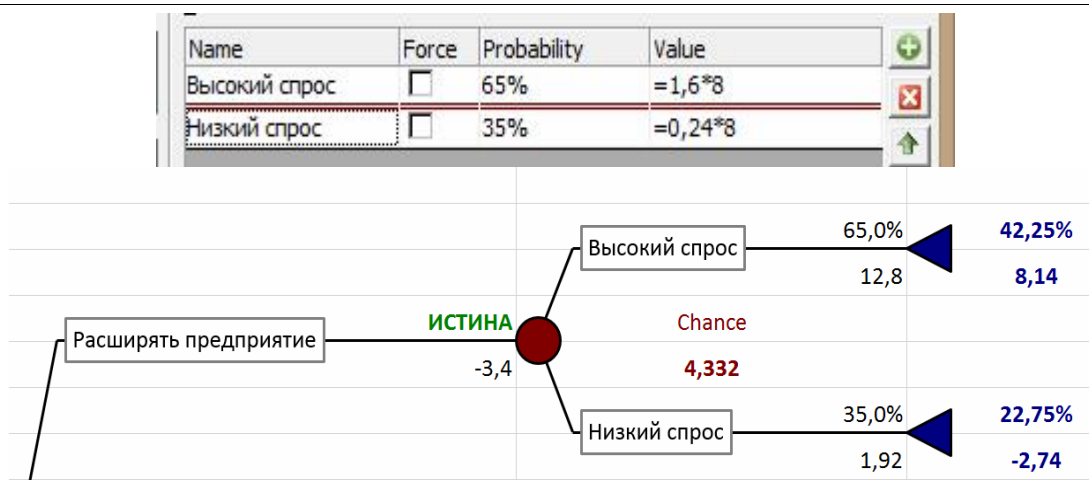 Name Force Probability Value
Высокий спрос 65% =1,6*8
Низкий спрос 35% =0,24*8
65,0% 42,25%
Высокий спрос
12,8 8,14
ИСТИНА Chance
Расширять предприятие
-3,4 4,332
35,0% 22,75%
Низкий спрос
1,92 -2,74